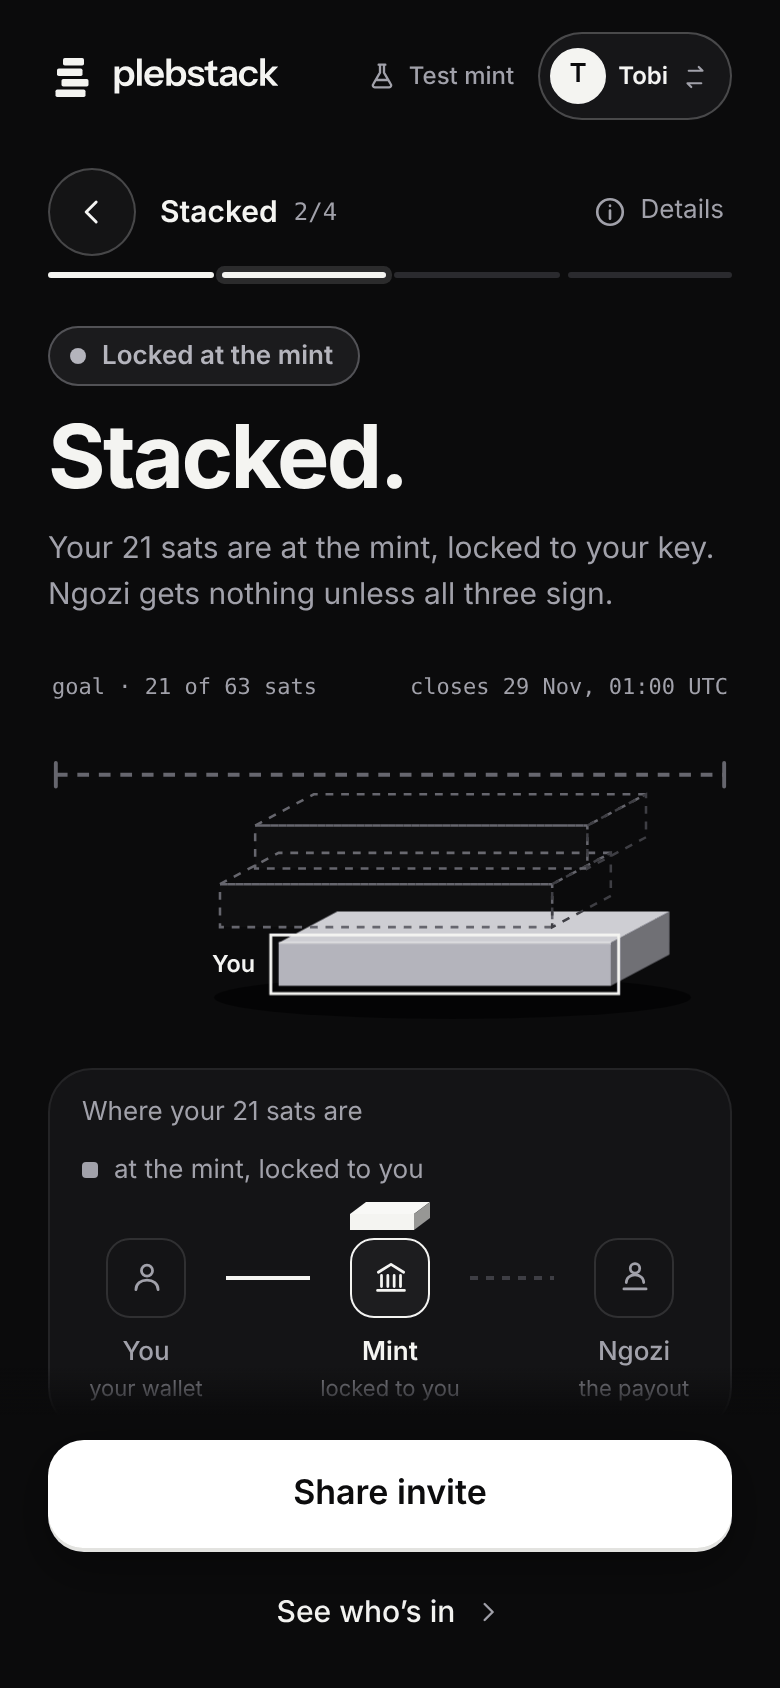 plebstack
Test mint
T
Tobi
Stacked 2/4
Details
Locked at the mint
Stacked.
Your 21 sats are at the mint, locked to your key.
Ngozi gets nothing unless all three sign.
goal · 21 of 63 sats
closes 29 Nov, 01:00 UTC
You
Where your 21 sats are
at the mint, locked to you
You
Mint
Ngozi
your wallet
locked to you
the payout
Share invite
See who’s in